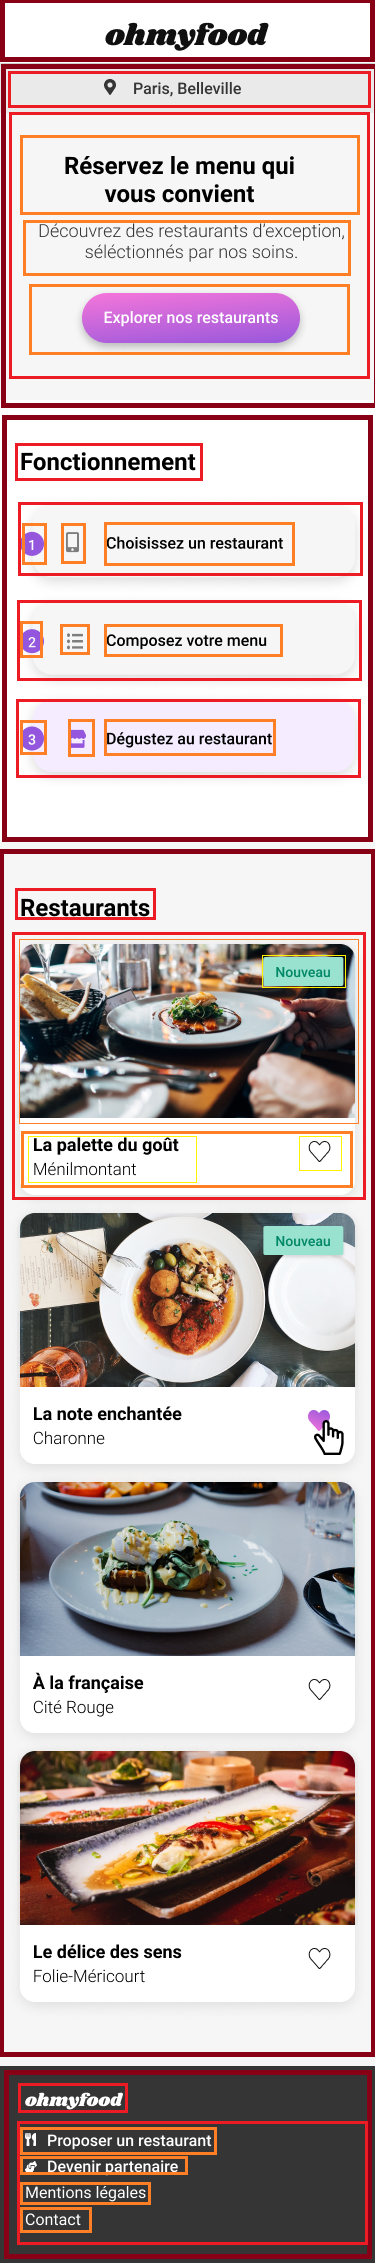 ohmyfood
Paris, Belleville
Réservez le menu qui
vous convient
Découvrez des restaurants d'exception,
séléctionnés par nos soins.
Explorer nos restaurants
Fonctionnement
1 Choisissez un restaurant
2 Composez votre menu
3 Dégustez au restaurant
Restaurants
Nouveau
La palette du goût
Ménilmontant
Nouveau
La note enchantée
Charonne
À la française
Cité Rouge
Le délice des sens
Folie-Méricourt
ohmyfood
Proposer un restaurant
Devenir partenaire
Mentions légales
Contact